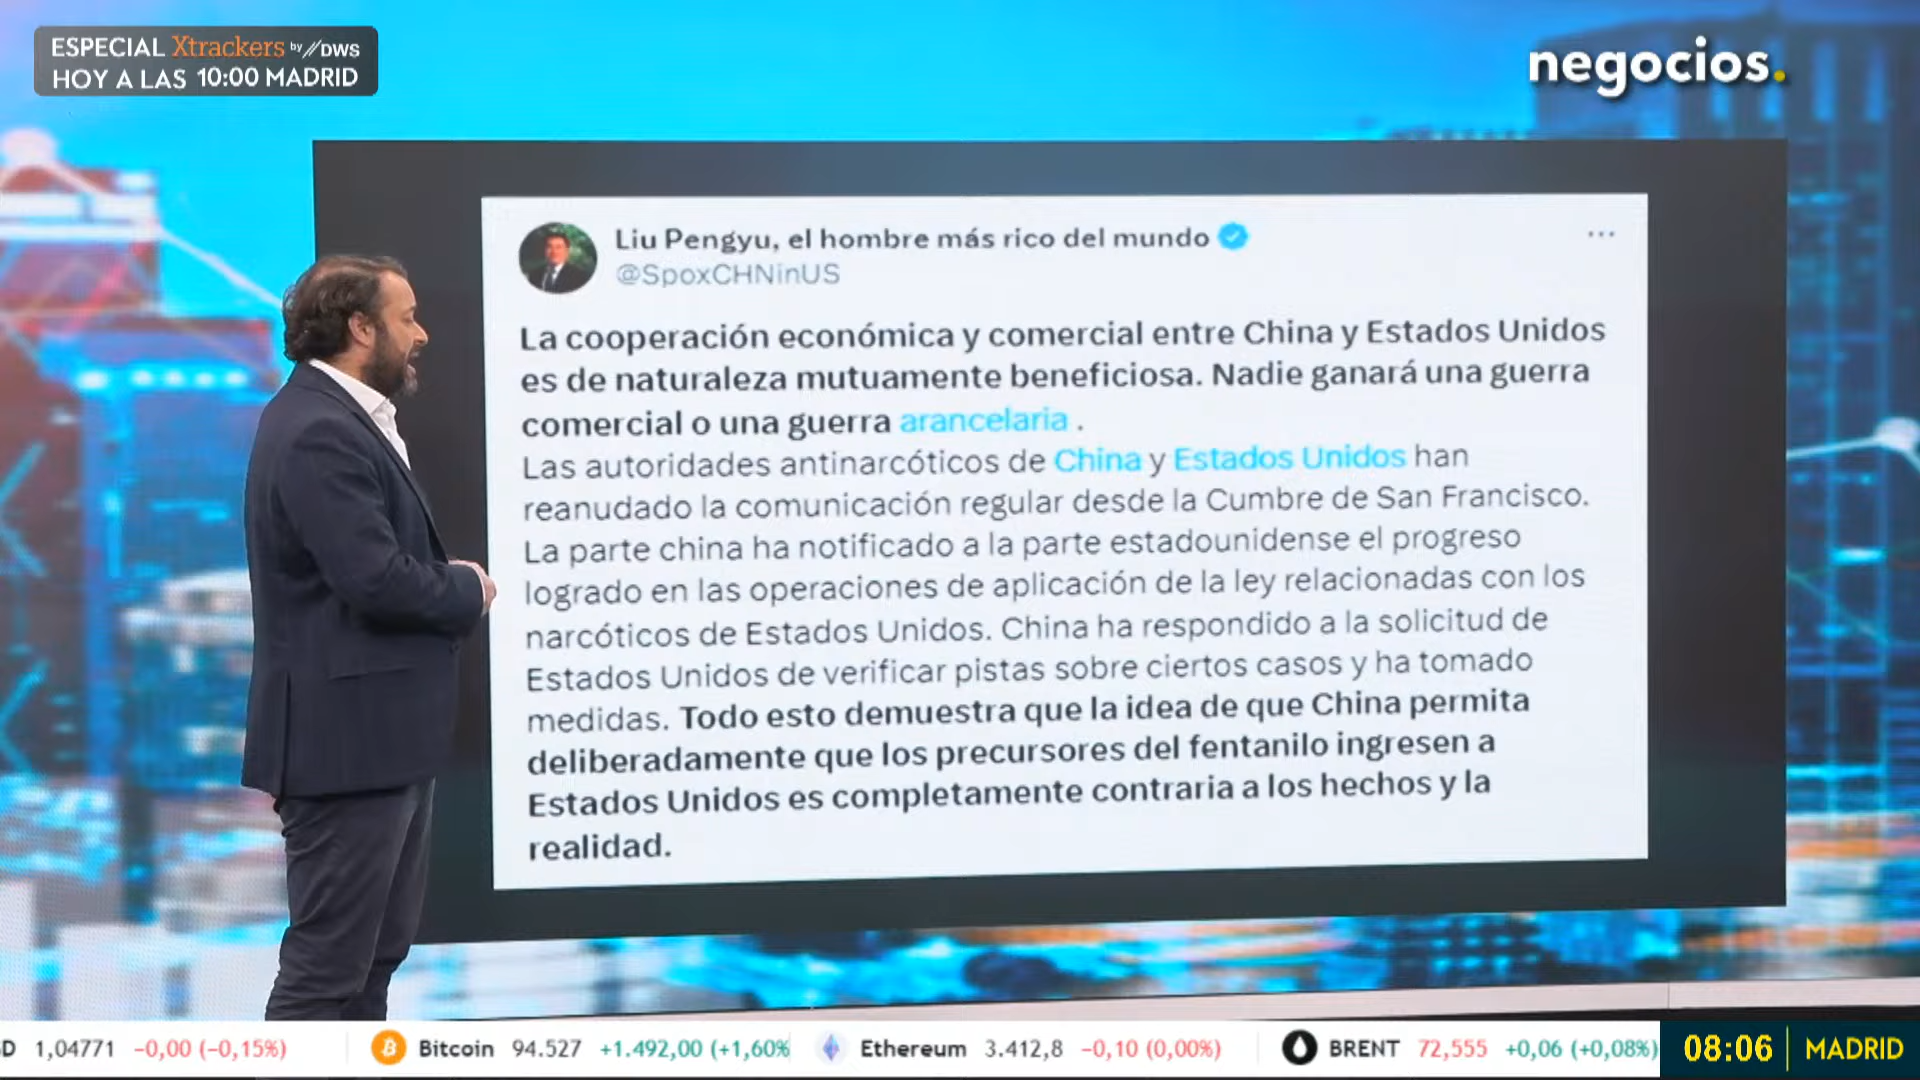 ESPECIAL Xtrackers by DWS
HOY A LAS 10:00 MADRID
negocios.
Liu Pengyu, el hombre más rico del mundo
@SpoxCHNinUS
La cooperación económica y comercial entre China y Estados Unidos
es de naturaleza mutuamente beneficiosa. Nadie ganará una guerra
comercial o una guerra arancelaria .
Las autoridades antinarcóticos de China y Estados Unidos han
reanudado la comunicación regular desde la Cumbre de San Francisco.
La parte china ha notificado a la parte estadounidense el progreso
logrado en las operaciones de aplicación de la ley relacionadas con los
narcóticos de Estados Unidos. China ha respondido a la solicitud de
Estados Unidos de verificar pistas sobre ciertos casos y ha tomado
medidas. Todo esto demuestra que la idea de que China permita
deliberadamente que los precursores del fentanilo ingresen a
Estados Unidos es completamente contraria a los hechos y la
realidad.
D 1,04771 -0,00 (-0,15%) Bitcoin 94.527 +1.492,00 (+1,60% Ethereum 3.412,8 -0,10 (0,00%) BRENT 72,555 +0,06 (+0,08%) 08:06 MADRID